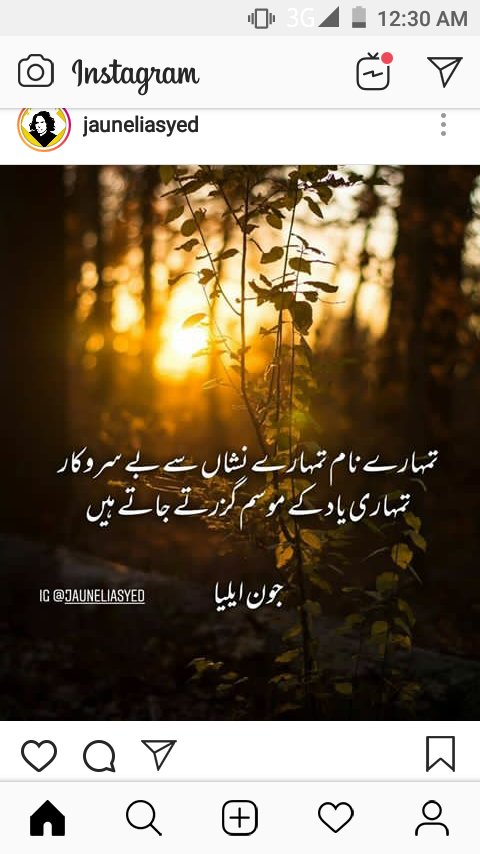 3G 12:30 AM
Instagram
jauneliasyed
تمہارے نام تمہارے نشاں سے بے سروکار
تمہاری یاد کے موسم گزرتے جاتے ہیں
جون ایلیا
IG @JAUNELIASYED